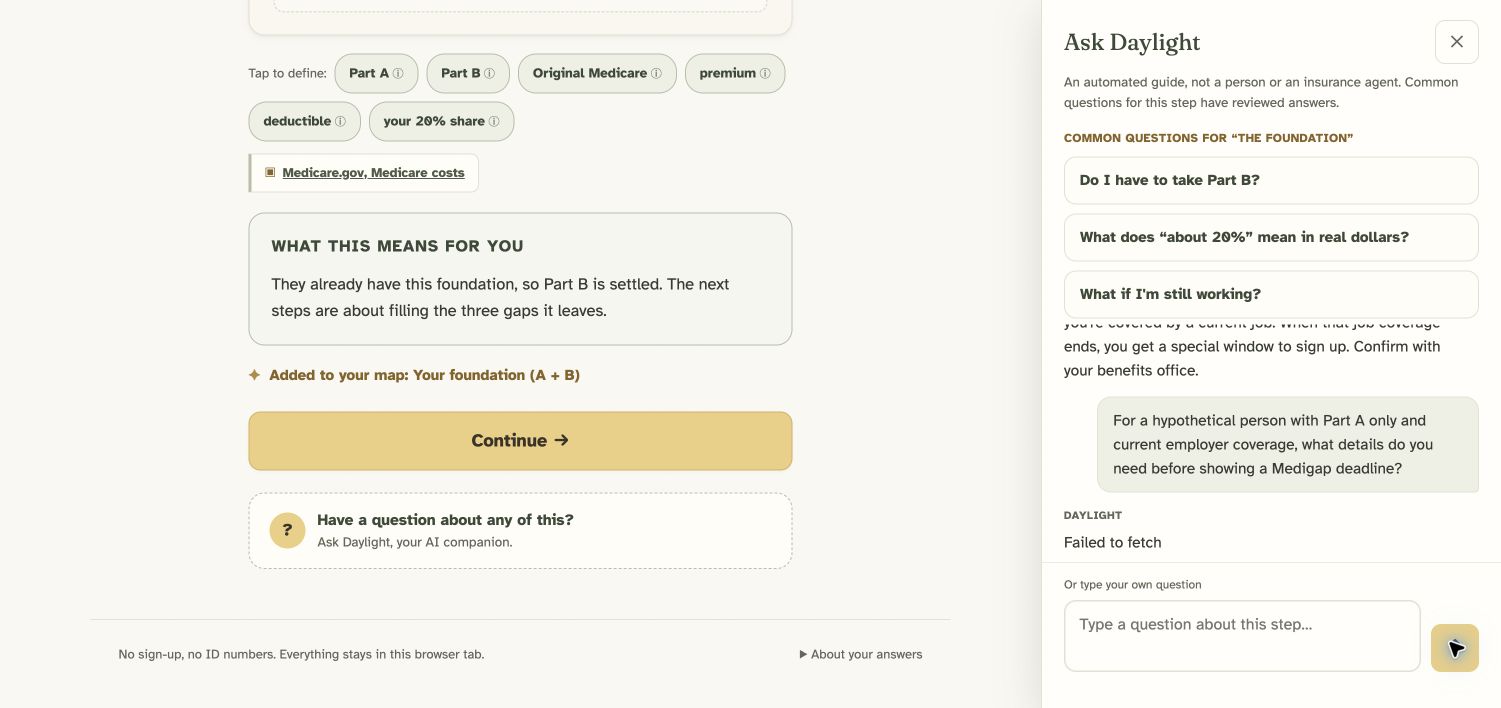 Tap to define: Part A ⓘ Part B ⓘ Original Medicare ⓘ premium ⓘ
deductible ⓘ your 20% share ⓘ
Medicare.gov, Medicare costs
WHAT THIS MEANS FOR YOU
They already have this foundation, so Part B is settled. The next
steps are about filling the three gaps it leaves.
✦ Added to your map: Your foundation (A + B)
Continue →
?
Have a question about any of this?
Ask Daylight, your AI companion.
No sign-up, no ID numbers. Everything stays in this browser tab.
▶ About your answers
Ask Daylight
An automated guide, not a person or an insurance agent. Common
questions for this step have reviewed answers.
COMMON QUESTIONS FOR “THE FOUNDATION”
Do I have to take Part B?
What does “about 20%” mean in real dollars?
What if I'm still working?
you're covered by a current job. When that job coverage
ends, you get a special window to sign up. Confirm with
your benefits office.
For a hypothetical person with Part A only and
current employer coverage, what details do you
need before showing a Medigap deadline?
DAYLIGHT
Failed to fetch
Or type your own question
Type a question about this step...